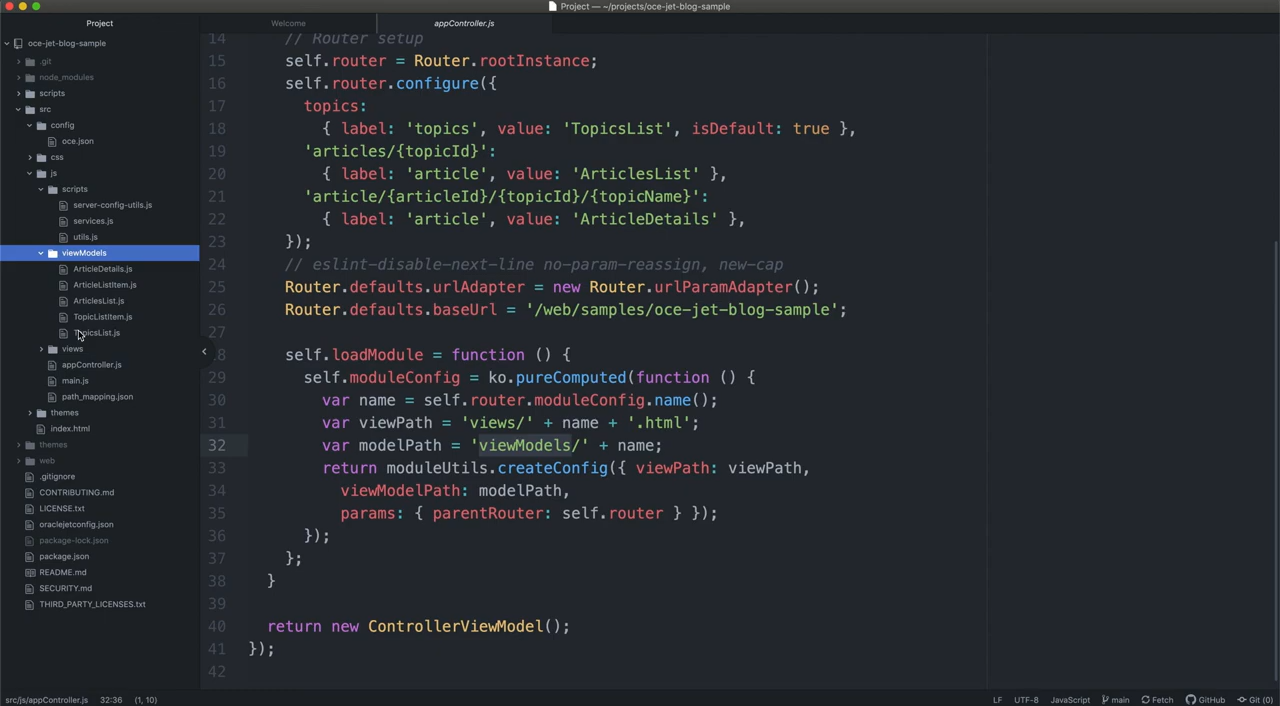 Project — ~/projects/oce-jet-blog-sample
Project
Welcome
appController.js
oce-jet-blog-sample
.git
node_modules
scripts
src
config
oce.json
css
js
scripts
server-config-utils.js
services.js
utils.js
viewModels
ArticleDetails.js
ArticleListItem.js
ArticlesList.js
TopicListItem.js
TopicsList.js
views
appController.js
main.js
path_mapping.json
themes
index.html
themes
web
.gitignore
CONTRIBUTING.md
LICENSE.txt
oraclejetconfig.json
package-lock.json
package.json
README.md
SECURITY.md
THIRD_PARTY_LICENSES.txt
14 // Router setup
15 self.router = Router.rootInstance;
16 self.router.configure({
17 topics:
18 { label: 'topics', value: 'TopicsList', isDefault: true },
19 'articles/{topicId}':
20 { label: 'article', value: 'ArticlesList' },
21 'article/{articleId}/{topicId}/{topicName}':
22 { label: 'article', value: 'ArticleDetails' },
23 });
24 // eslint-disable-next-line no-param-reassign, new-cap
25 Router.defaults.urlAdapter = new Router.urlParamAdapter();
26 Router.defaults.baseUrl = '/web/samples/oce-jet-blog-sample';
27
28 self.loadModule = function () {
29 self.moduleConfig = ko.pureComputed(function () {
30 var name = self.router.moduleConfig.name();
31 var viewPath = 'views/' + name + '.html';
32 var modelPath = 'viewModels/' + name;
33 return moduleUtils.createConfig({ viewPath: viewPath,
34 viewModelPath: modelPath,
35 params: { parentRouter: self.router } });
36 });
37 };
38 }
39
40 return new ControllerViewModel();
41 });
42
src/js/appController.js 32:36 (1, 10)
LF UTF-8 JavaScript main Fetch GitHub Git (0)